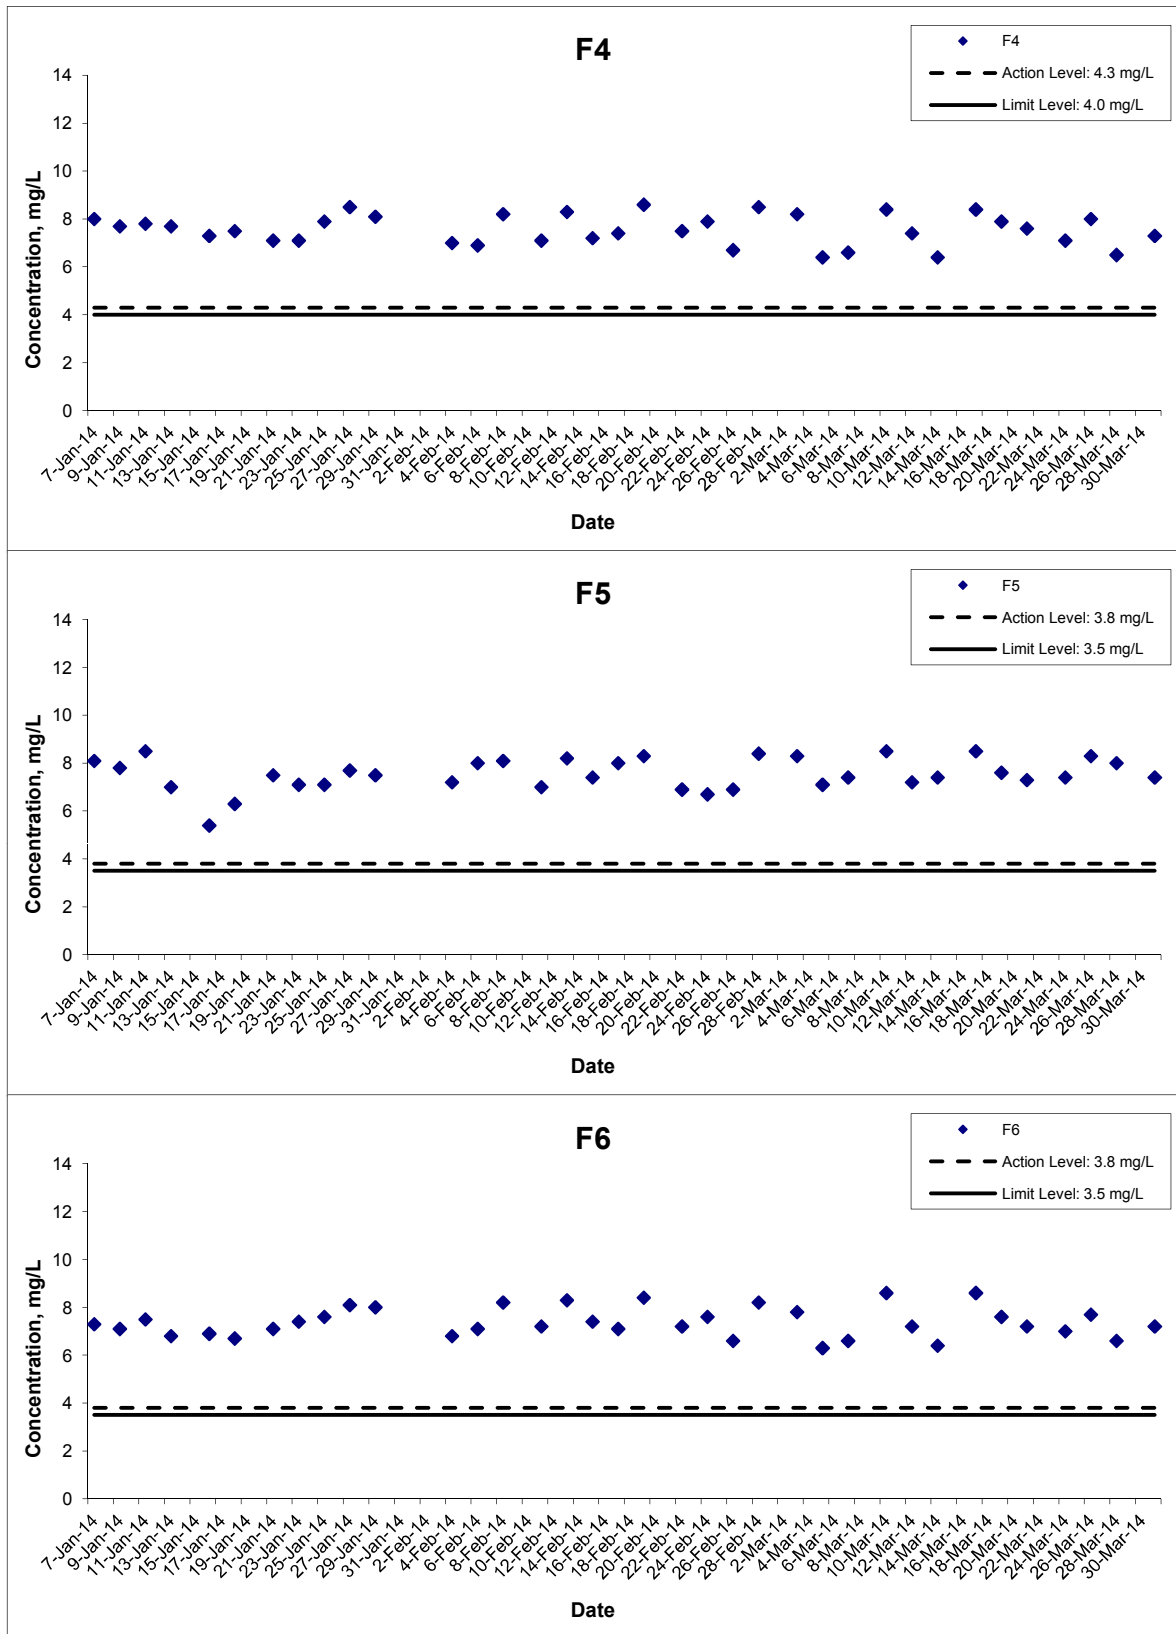 F4
F4
Action Level: 4.3 mg/L
Limit Level: 4.0 mg/L
14
12
10
8
6
4
2
0
Concentration, mg/L
7-Jan-14
9-Jan-14
11-Jan-14
13-Jan-14
15-Jan-14
17-Jan-14
19-Jan-14
21-Jan-14
23-Jan-14
25-Jan-14
27-Jan-14
29-Jan-14
31-Jan-14
2-Feb-14
4-Feb-14
6-Feb-14
8-Feb-14
10-Feb-14
12-Feb-14
14-Feb-14
16-Feb-14
18-Feb-14
20-Feb-14
22-Feb-14
24-Feb-14
26-Feb-14
28-Feb-14
2-Mar-14
4-Mar-14
6-Mar-14
8-Mar-14
10-Mar-14
12-Mar-14
14-Mar-14
16-Mar-14
18-Mar-14
20-Mar-14
22-Mar-14
24-Mar-14
26-Mar-14
28-Mar-14
30-Mar-14
Date
F5
F5
Action Level: 3.8 mg/L
Limit Level: 3.5 mg/L
14
12
10
8
6
4
2
0
Concentration, mg/L
7-Jan-14
9-Jan-14
11-Jan-14
13-Jan-14
15-Jan-14
17-Jan-14
19-Jan-14
21-Jan-14
23-Jan-14
25-Jan-14
27-Jan-14
29-Jan-14
31-Jan-14
2-Feb-14
4-Feb-14
6-Feb-14
8-Feb-14
10-Feb-14
12-Feb-14
14-Feb-14
16-Feb-14
18-Feb-14
20-Feb-14
22-Feb-14
24-Feb-14
26-Feb-14
28-Feb-14
2-Mar-14
4-Mar-14
6-Mar-14
8-Mar-14
10-Mar-14
12-Mar-14
14-Mar-14
16-Mar-14
18-Mar-14
20-Mar-14
22-Mar-14
24-Mar-14
26-Mar-14
28-Mar-14
30-Mar-14
Date
F6
F6
Action Level: 3.8 mg/L
Limit Level: 3.5 mg/L
14
12
10
8
6
4
2
0
Concentration, mg/L
7-Jan-14
9-Jan-14
11-Jan-14
13-Jan-14
15-Jan-14
17-Jan-14
19-Jan-14
21-Jan-14
23-Jan-14
25-Jan-14
27-Jan-14
29-Jan-14
31-Jan-14
2-Feb-14
4-Feb-14
6-Feb-14
8-Feb-14
10-Feb-14
12-Feb-14
14-Feb-14
16-Feb-14
18-Feb-14
20-Feb-14
22-Feb-14
24-Feb-14
26-Feb-14
28-Feb-14
2-Mar-14
4-Mar-14
6-Mar-14
8-Mar-14
10-Mar-14
12-Mar-14
14-Mar-14
16-Mar-14
18-Mar-14
20-Mar-14
22-Mar-14
24-Mar-14
26-Mar-14
28-Mar-14
30-Mar-14
Date